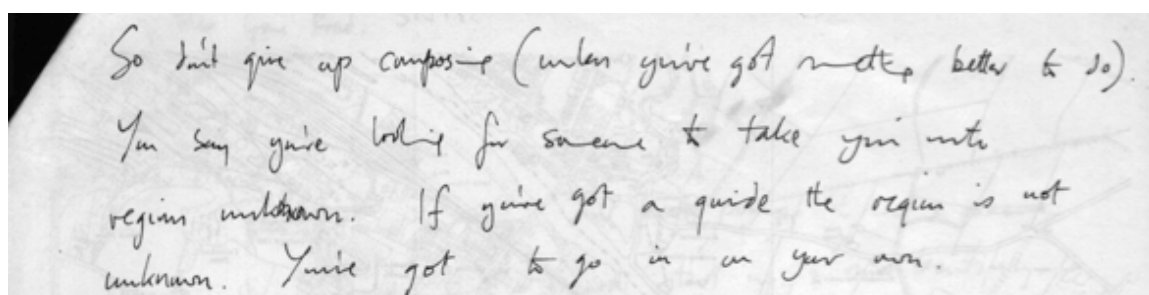 So don't give up composing (unless you've got something better to do).
You say you're looking for someone to take you into
regions unknown. If you've got a guide the region is not
unknown. You've got to go in on your own.